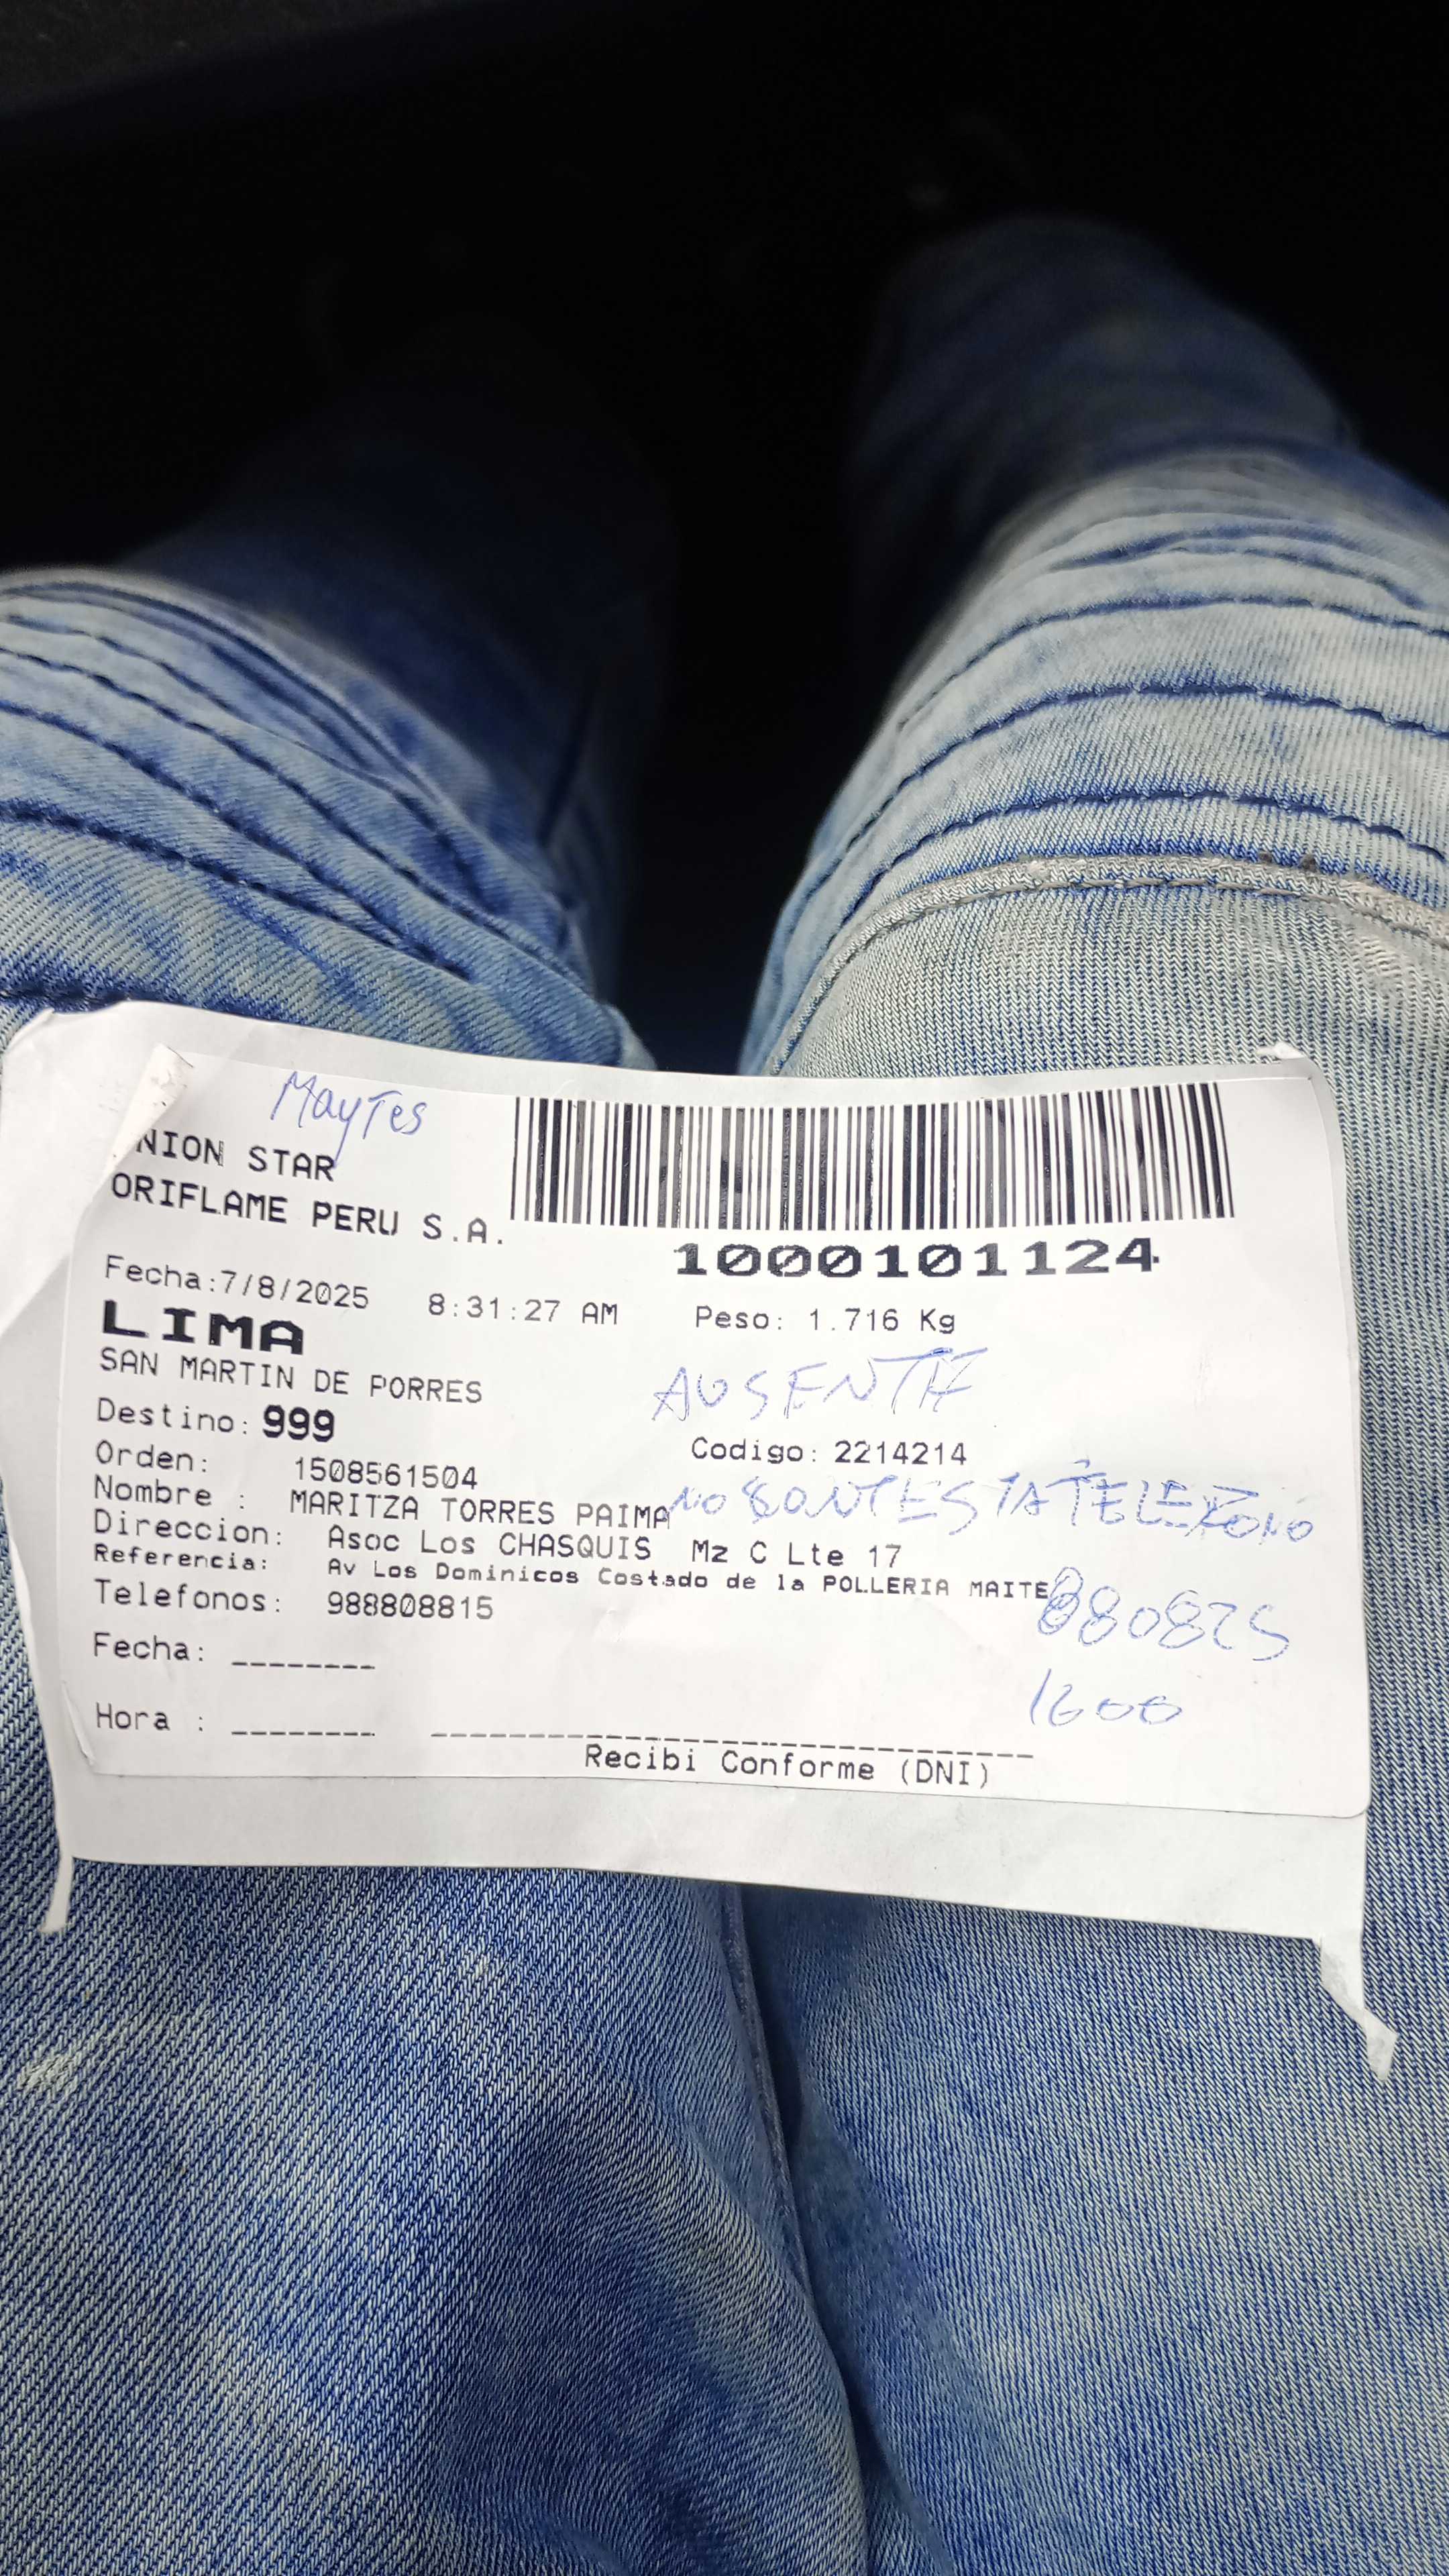 Maytes
NION STAR
ORIFLAME PERU S.A.
1000101124
Fecha:7/8/2025 8:31:27 AM Peso: 1.716 Kg
LIMA
SAN MARTIN DE PORRES
AUSENTE
Destino: 999
Codigo: 2214214
Orden: 1508561504
NO CONTESTA TELEFONO
Nombre : MARITZA TORRES PAIMA
Direccion: Asoc Los CHASQUIS Mz C Lte 17
Referencia: Av Los Dominicos Costado de la POLLERIA MAITE
Telefonos: 988808815
080825
Fecha: ________
1600
Hora : ________
Recibi Conforme (DNI)